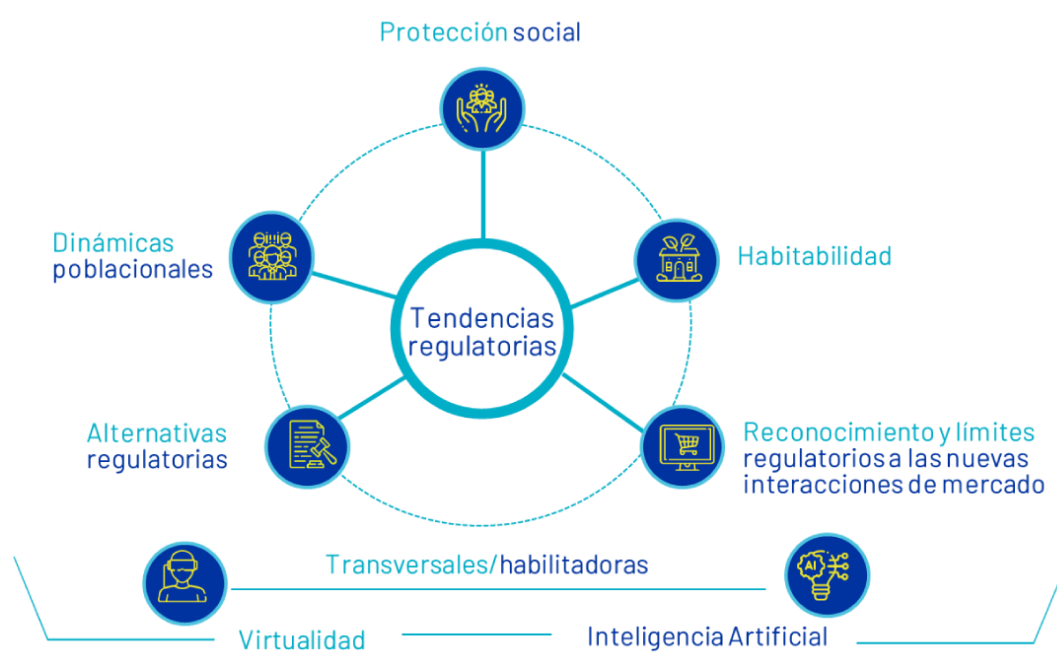 Protección social
Dinámicas
poblacionales
Habitabilidad
Tendencias
regulatorias
Alternativas
regulatorias
Reconocimiento y límites
regulatorios a las nuevas
interacciones de mercado
Transversales/habilitadoras
AI
Virtualidad
Inteligencia Artificial